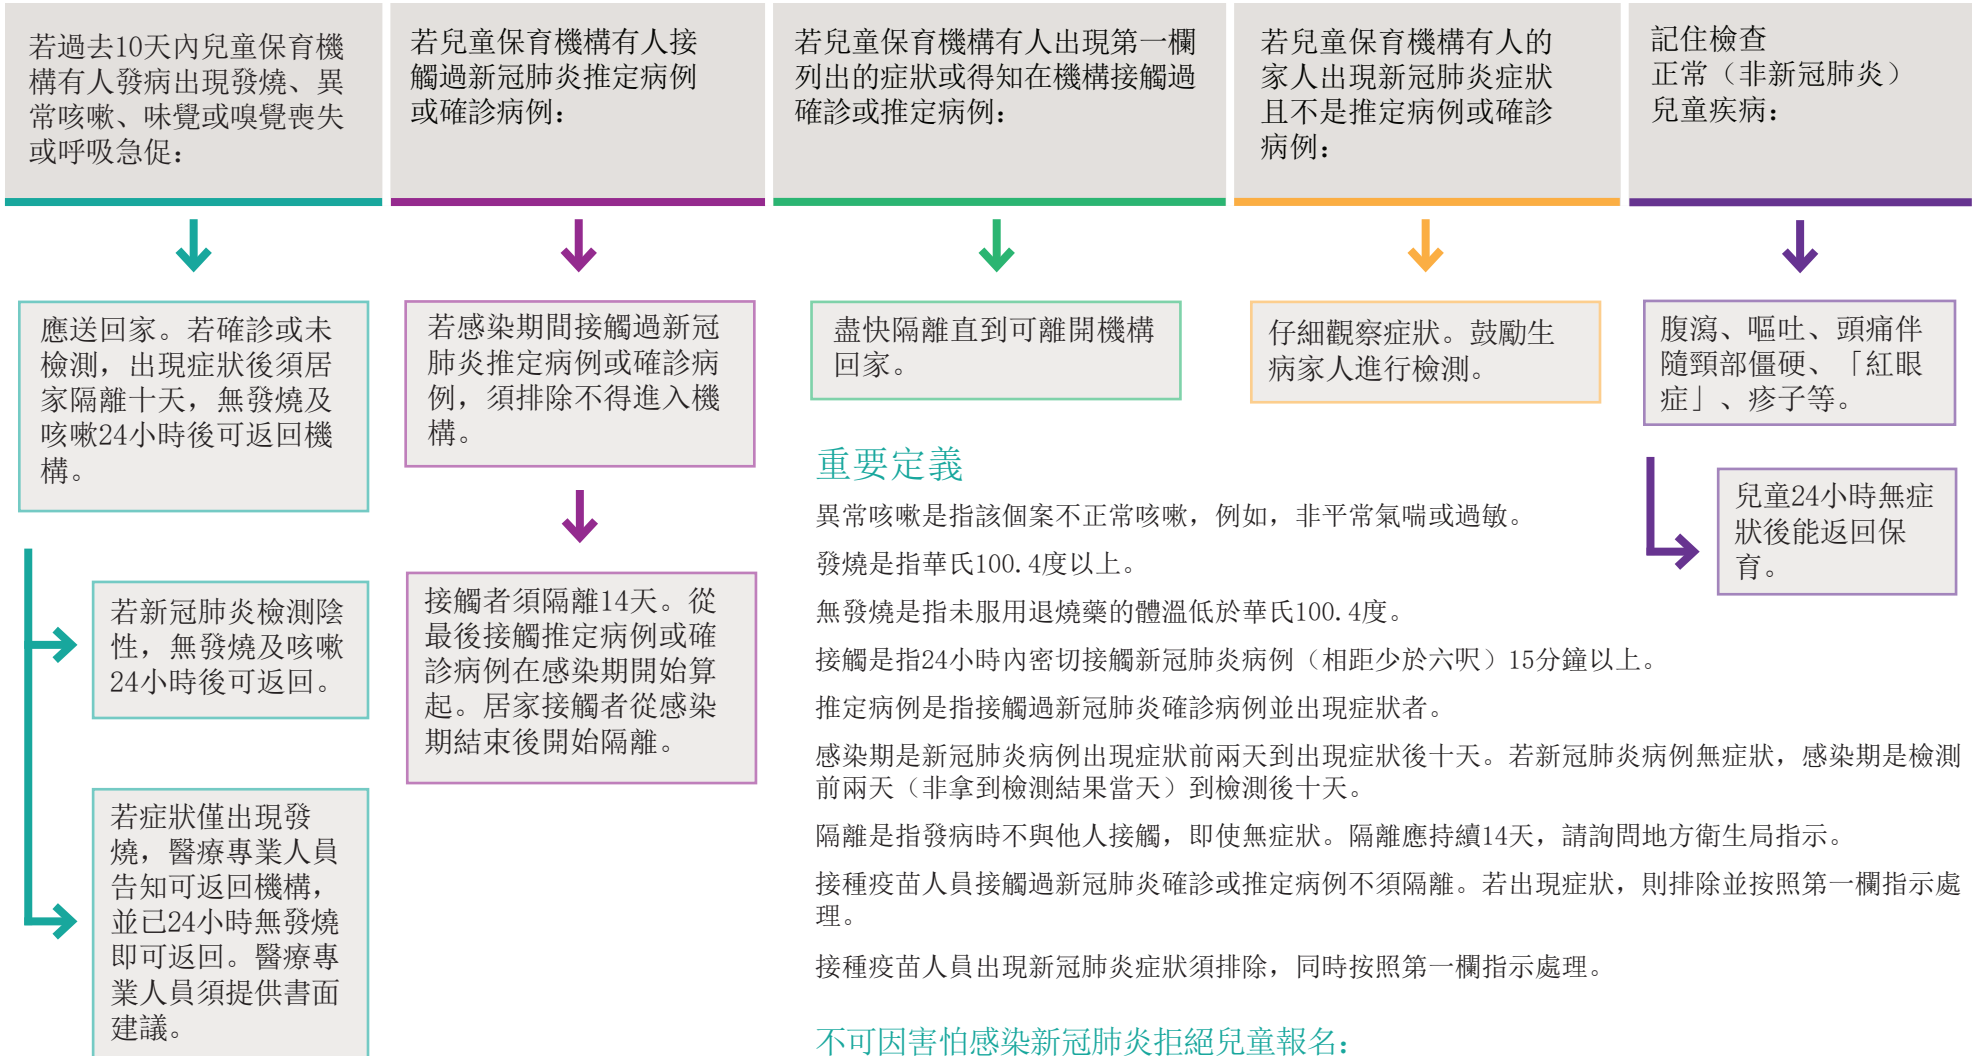 若過去10天內兒童保育機
構有人發病出現發燒、異
常咳嗽、味覺或嗅覺喪失
或呼吸急促：
應送回家。若確診或未
檢測，出現症狀後須居
家隔離十天，無發燒及
咳嗽24小時後可返回機
構。
若新冠肺炎檢測陰
性，無發燒及咳嗽
24小時後可返回。
若症狀僅出現發
燒，醫療專業人員
告知可返回機構，
並已24小時無發燒
即可返回。醫療專
業人員須提供書面
建議。
若兒童保育機構有人接
觸過新冠肺炎推定病例
或確診病例：
若感染期間接觸過新冠
肺炎推定病例或確診病
例，須排除不得進入機
構。
接觸者須隔離14天。從
最後接觸推定病例或確
診病例在感染期開始算
起。居家接觸者從感染
期結束後開始隔離。
若兒童保育機構有人出現第一欄
列出的症狀或得知在機構接觸過
確診或推定病例：
盡快隔離直到可離開機構
回家。
若兒童保育機構有人的
家人出現新冠肺炎症狀
且不是推定病例或確診
病例：
仔細觀察症狀。鼓勵生
病家人進行檢測。
記住檢查
正常（非新冠肺炎）
兒童疾病：
腹瀉、嘔吐、頭痛伴
隨頸部僵硬、「紅眼
症」、疹子等。
兒童24小時無症
狀後能返回保
育。
重要定義
異常咳嗽是指該個案不正常咳嗽，例如，非平常氣喘或過敏。
發燒是指華氏100.4度以上。
無發燒是指未服用退燒藥的體溫低於華氏100.4度。
接觸是指24小時內密切接觸新冠肺炎病例（相距少於六呎）15分鐘以上。
推定病例是指接觸過新冠肺炎確診病例並出現症狀者。
感染期是新冠肺炎病例出現症狀前兩天到出現症狀後十天。若新冠肺炎病例無症狀，感染期是檢測
前兩天（非拿到檢測結果當天）到檢測後十天。
隔離是指發病時不與他人接觸，即使無症狀。隔離應持續14天，請詢問地方衛生局指示。
接種疫苗人員接觸過新冠肺炎確診或推定病例不須隔離。若出現症狀，則排除並按照第一欄指示處
理。
接種疫苗人員出現新冠肺炎症狀須排除，同時按照第一欄指示處理。
不可因害怕感染新冠肺炎拒絕兒童報名：